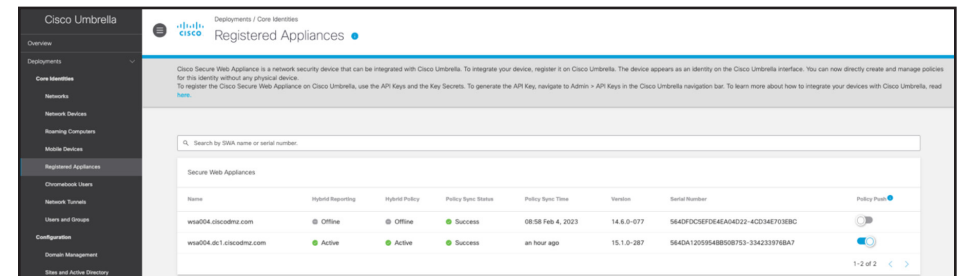 Cisco Umbrella
Overview
Deployments
Core Identities
Networks
Network Devices
Roaming Computers
Mobile Devices
Registered Appliances
Chromebook Users
Network Tunnels
Users and Groups
Configuration
Domain Management
Sites and Active Directory
CISCO
Deployments / Core Identities
Registered Appliances
Cisco Secure Web Appliance is a network security device that can be integrated with Cisco Umbrella. To integrate your device, register it on Cisco Umbrella. The device appears as an identity on the Cisco Umbrella interface. You can now directly create and manage policies
for this identity without any physical device.
To register the Cisco Secure Web Appliance on Cisco Umbrella, use the API Keys and the Key Secrets. To generate the API Key, navigate to Admin > API Keys in the Cisco Umbrella navigation bar. To learn more about how to integrate your devices with Cisco Umbrella, read
here.
Search by SWA name or serial number.
Secure Web Appliances
Name Hybrid Reporting Hybrid Policy Policy Sync Status Policy Sync Time Version Serial Number Policy Push
wsa004.ciscodmz.com Offline Offline Success 08:58 Feb 4, 2023 14.6.0-077 564DFDC5EFDE4EA04D22-4CD34E703EBC
wsa004.dc1.ciscodmz.com Active Active Success an hour ago 15.1.0-287 564DA1205954BB50B753-334233976BA7
1-2 of 2 < >